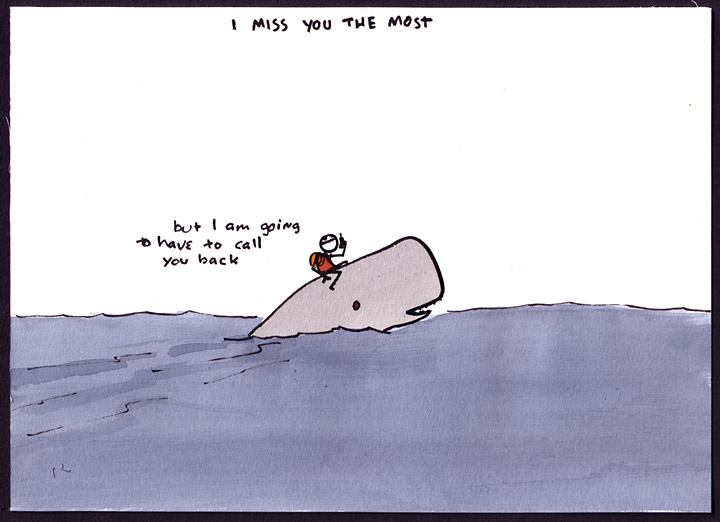 I MISS YOU THE MOST
but I am going
to have to call
you back